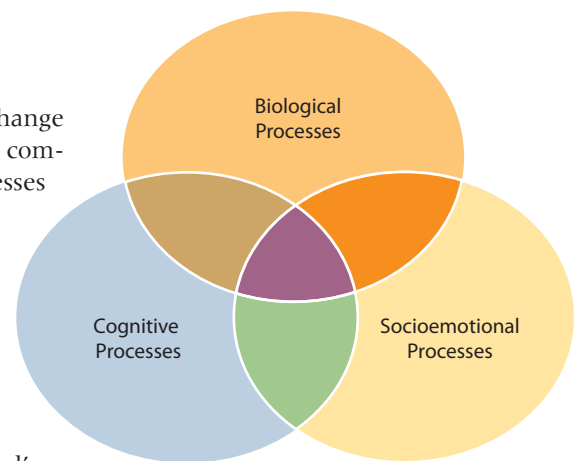 hange
com-
esses
Biological
Processes
Cognitive
Processes
Socioemotional
Processes